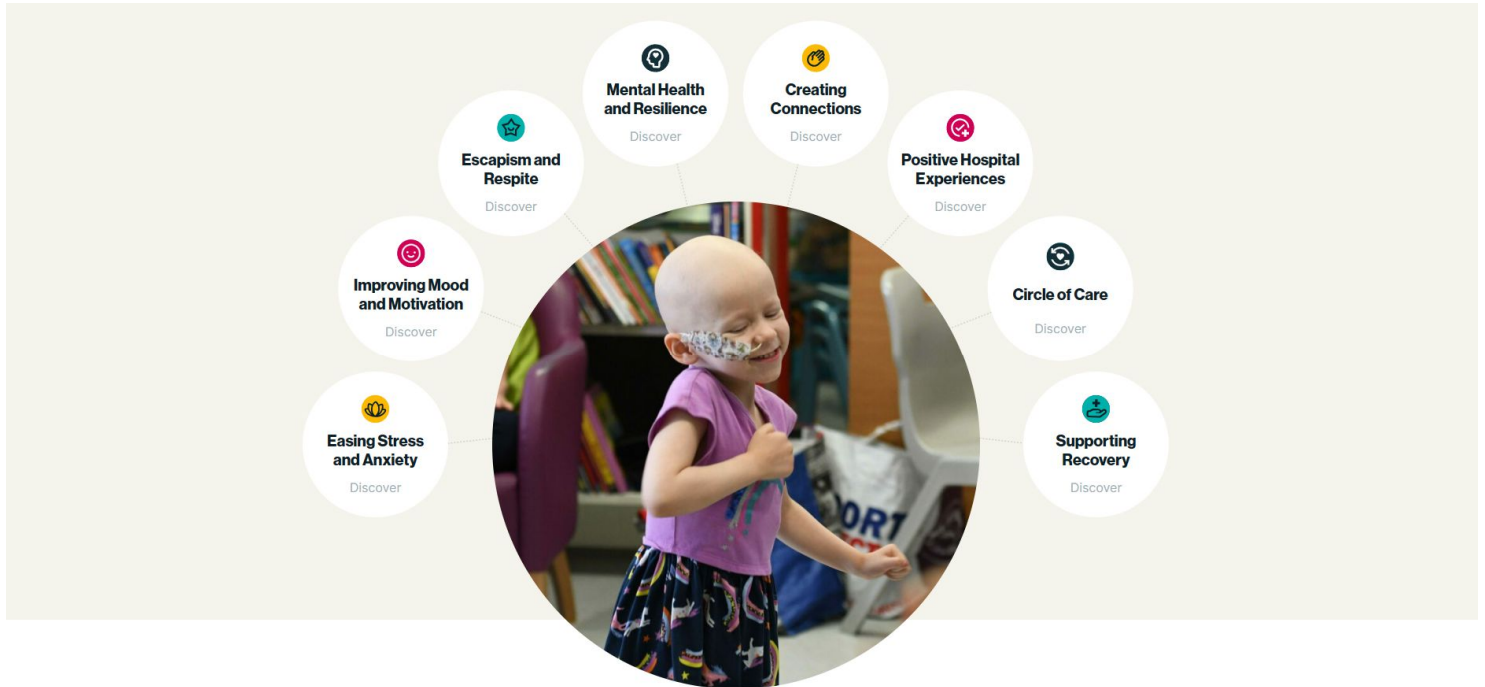 Mental Health
and Resilience
Discover
Creating
Connections
Discover
Escapism and
Respite
Discover
Positive Hospital
Experiences
Discover
Improving Mood
and Motivation
Discover
Circle of Care
Discover
Easing Stress
and Anxiety
Discover
Supporting
Recovery
Discover
ORT